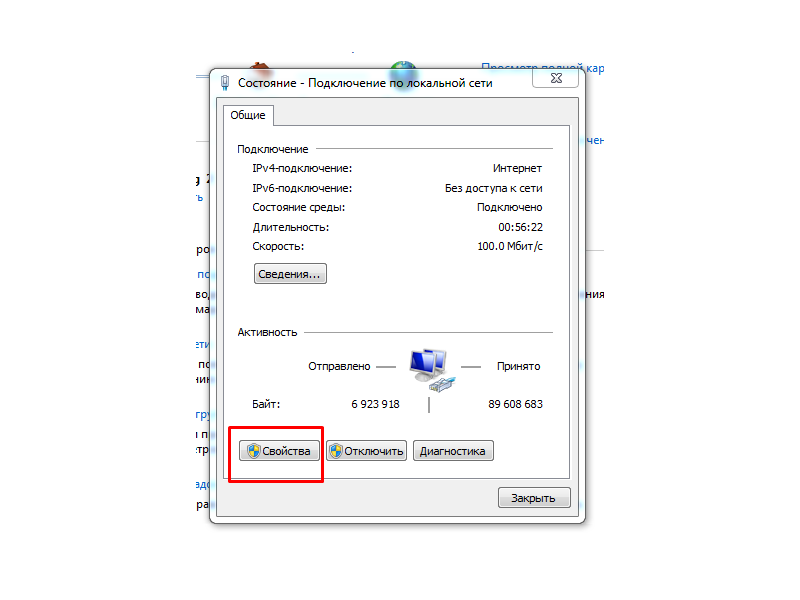 Просмотр полной кар
Состояние - Подключение по локальной сети
Общие
Подключение
IPv4-подключение: Интернет
IPv6-подключение: Без доступа к сети
Состояние среды: Подключено
Длительность: 00:56:22
Скорость: 100.0 Мбит/с
Сведения...
Активность
Отправлено — Принято
Байт: 6 923 918 | 89 608 683
Свойства Отключить Диагностика
Закрыть